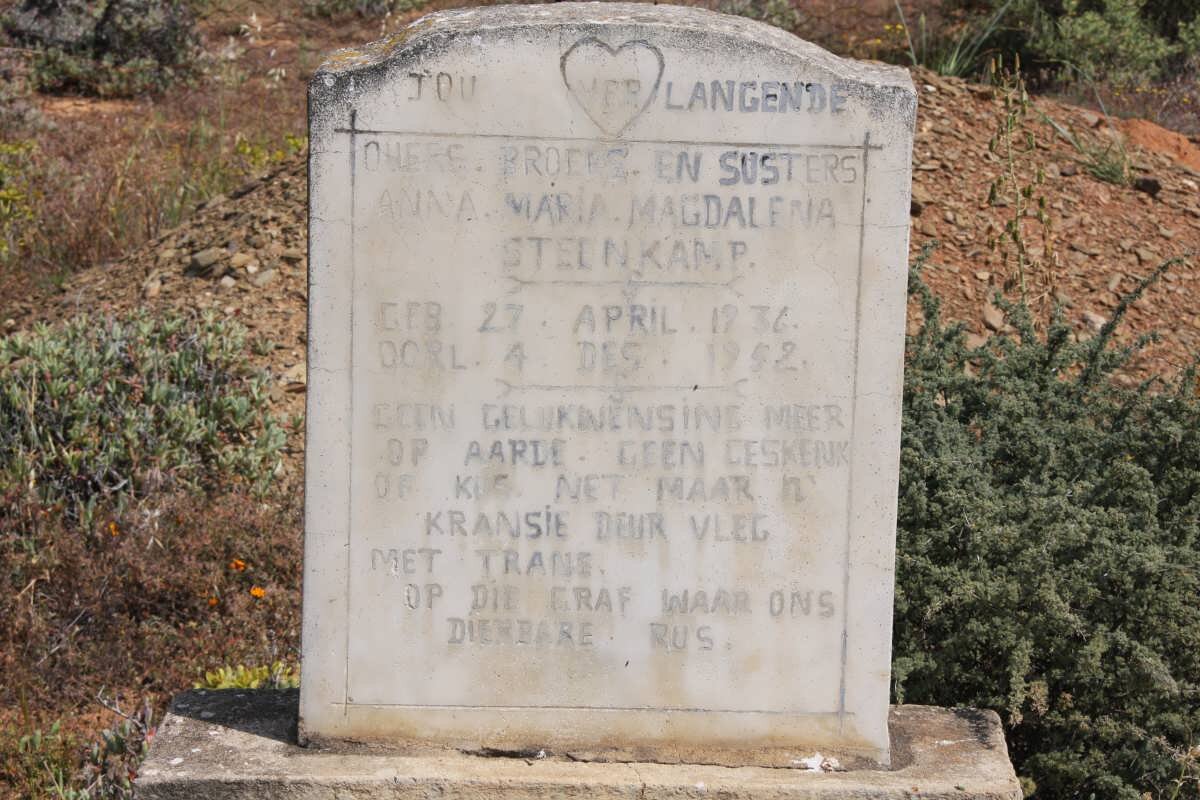 JOU VERLANGENDE
OUERS. BROERS. EN SUSTERS
ANNA. MARIA. MAGDALENA
STEENKAMP.
GEB. 27. APRIL. 1936.
OORL. 4 DES. 1942.
GEEN GELUKWENSING MEER
OP AARDE. GEEN GESKENK
OF KUS. NET MAAR 'N
KRANSIE DEUR VLEG
MET TRANE.
OP DIE GRAF WAAR ONS
DIERBARE RUS.